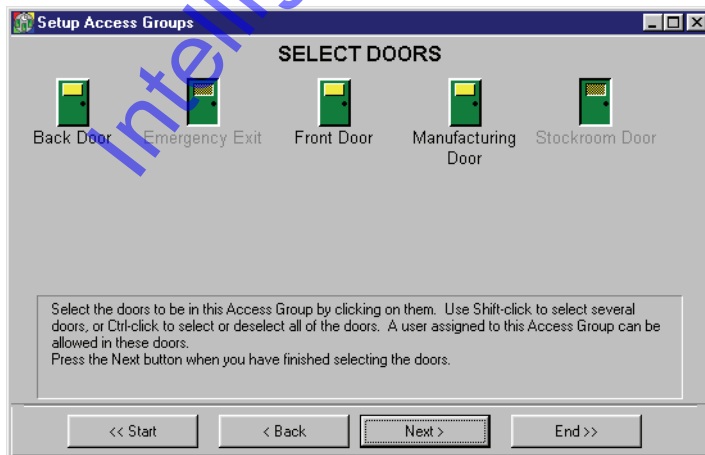 Setup Access Groups
SELECT DOORS
Back Door
Emergency Exit
Front Door
Manufacturing
Door
Stockroom Door
Select the doors to be in this Access Group by clicking on them. Use Shift-click to select several
doors, or Ctrl-click to select or deselect all of the doors. A user assigned to this Access Group can be
allowed in these doors.
Press the Next button when you have finished selecting the doors.
<< Start
< Back
Next >
End >>